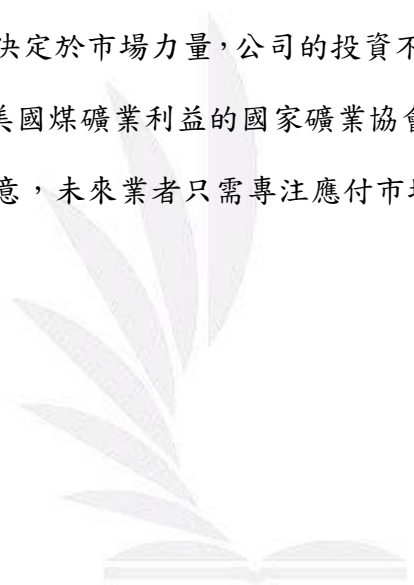 決定於市場力量，公司的投資不
美國煤礦業利益的國家礦業協會
意，未來業者只需專注應付市場